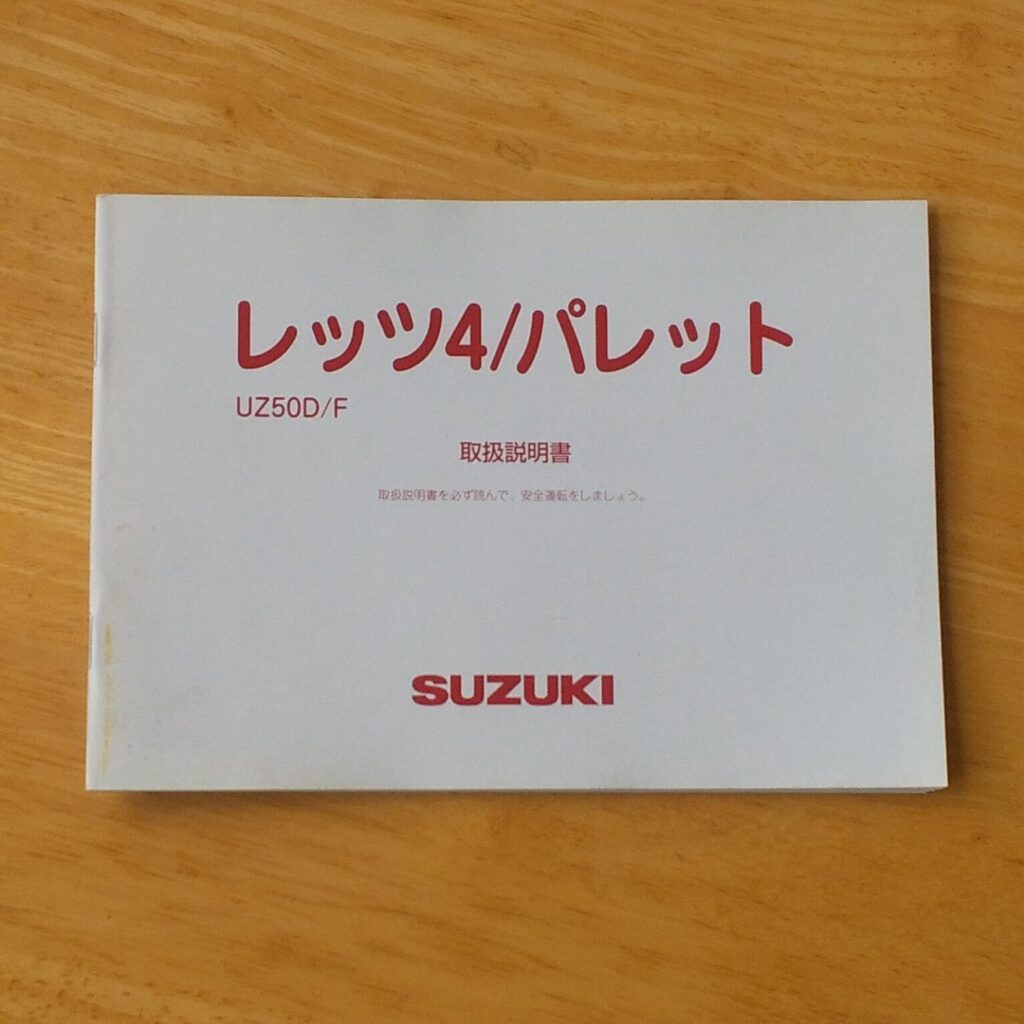 レッツ4/パレット
UZ50D/F
取扱説明書
取扱説明書を必ず読んで、安全運転をしましょう。
SUZUKI